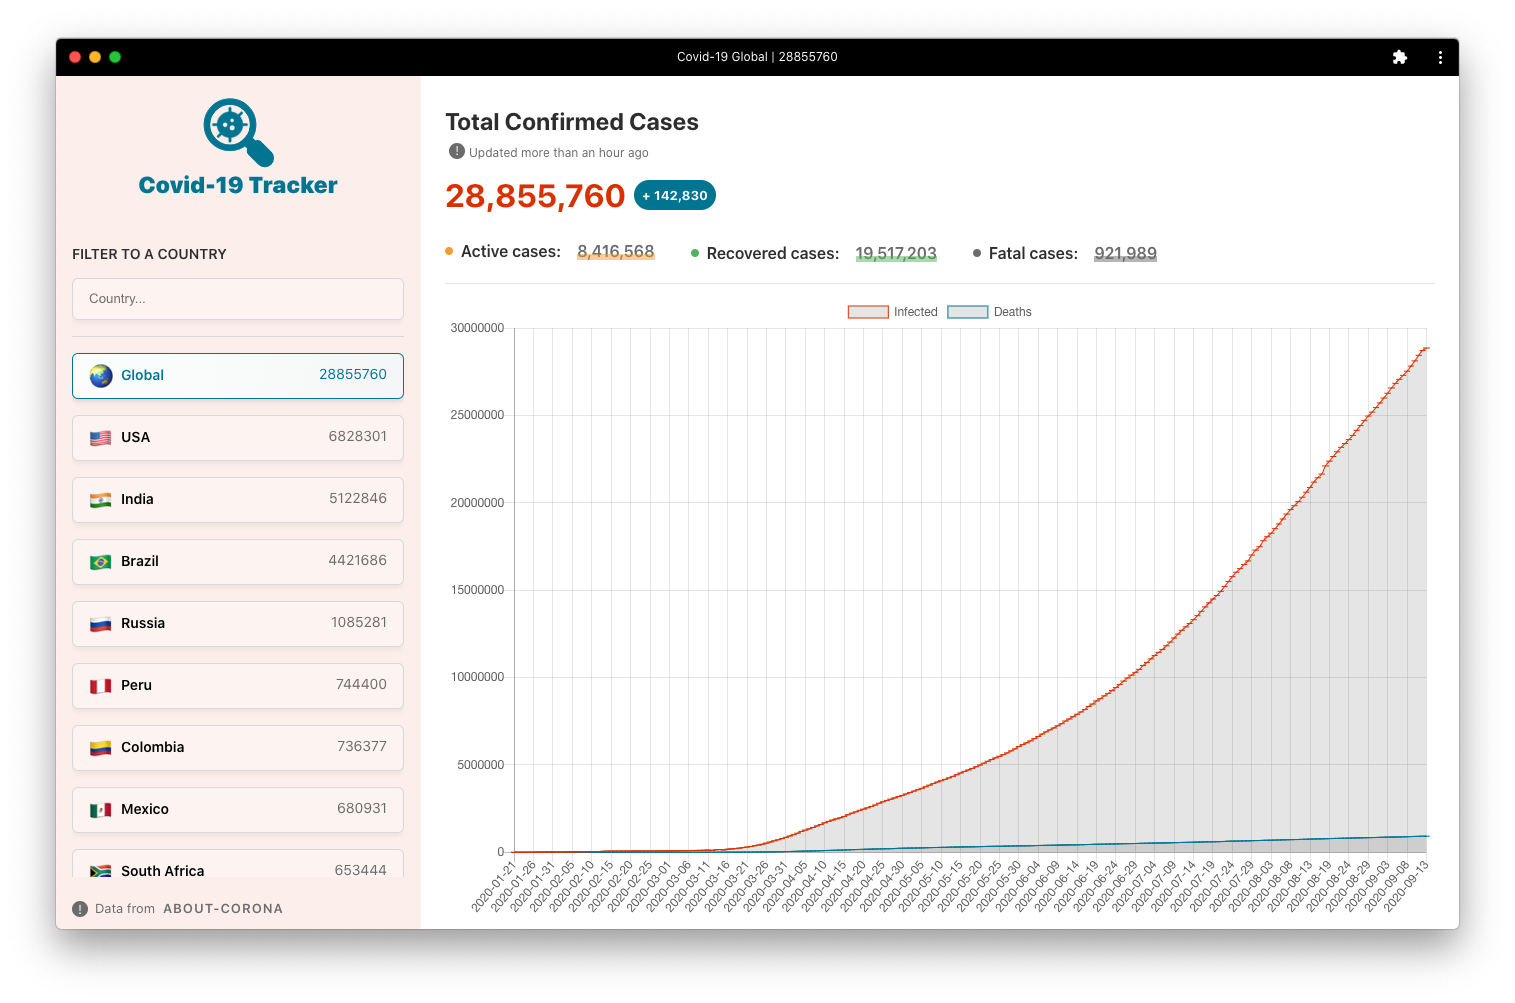 Covid-19 Global | 28855760
Covid-19 Tracker
FILTER TO A COUNTRY
Country...
Global 28855760
USA 6828301
India 5122846
Brazil 4421686
Russia 1085281
Peru 744400
Colombia 736377
Mexico 680931
South Africa 653444
! Data from ABOUT-CORONA
Total Confirmed Cases
! Updated more than an hour ago
28,855,760 + 142,830
Active cases: 8,416,568 Recovered cases: 19,517,203 Fatal cases: 921,989
Infected Deaths
30000000
25000000
20000000
15000000
10000000
5000000
0
2020-01-21
2020-01-26
2020-01-31
2020-02-05
2020-02-10
2020-02-15
2020-02-20
2020-02-25
2020-03-01
2020-03-06
2020-03-11
2020-03-16
2020-03-21
2020-03-26
2020-03-31
2020-04-05
2020-04-10
2020-04-15
2020-04-20
2020-04-25
2020-04-30
2020-05-05
2020-05-10
2020-05-15
2020-05-20
2020-05-25
2020-05-30
2020-06-04
2020-06-09
2020-06-14
2020-06-19
2020-06-24
2020-06-29
2020-07-04
2020-07-09
2020-07-14
2020-07-19
2020-07-24
2020-07-29
2020-08-03
2020-08-08
2020-08-13
2020-08-19
2020-08-24
2020-08-29
2020-09-03
2020-09-08
2020-09-13